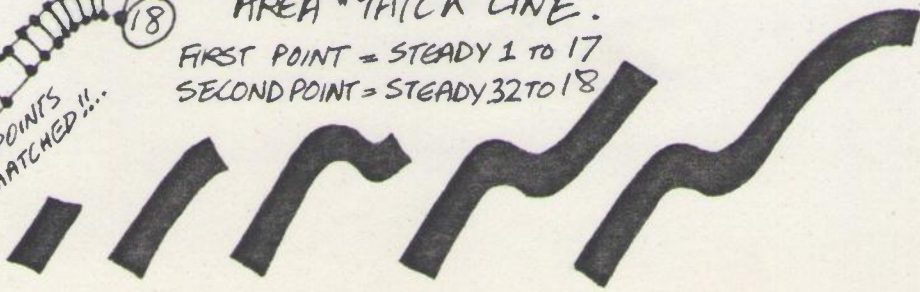 18
AREA "THICK LINE.
FIRST POINT = STEADY 1 TO 17
SECOND POINT = STEADY 32 TO 18
POINTS
MATCHED!!..